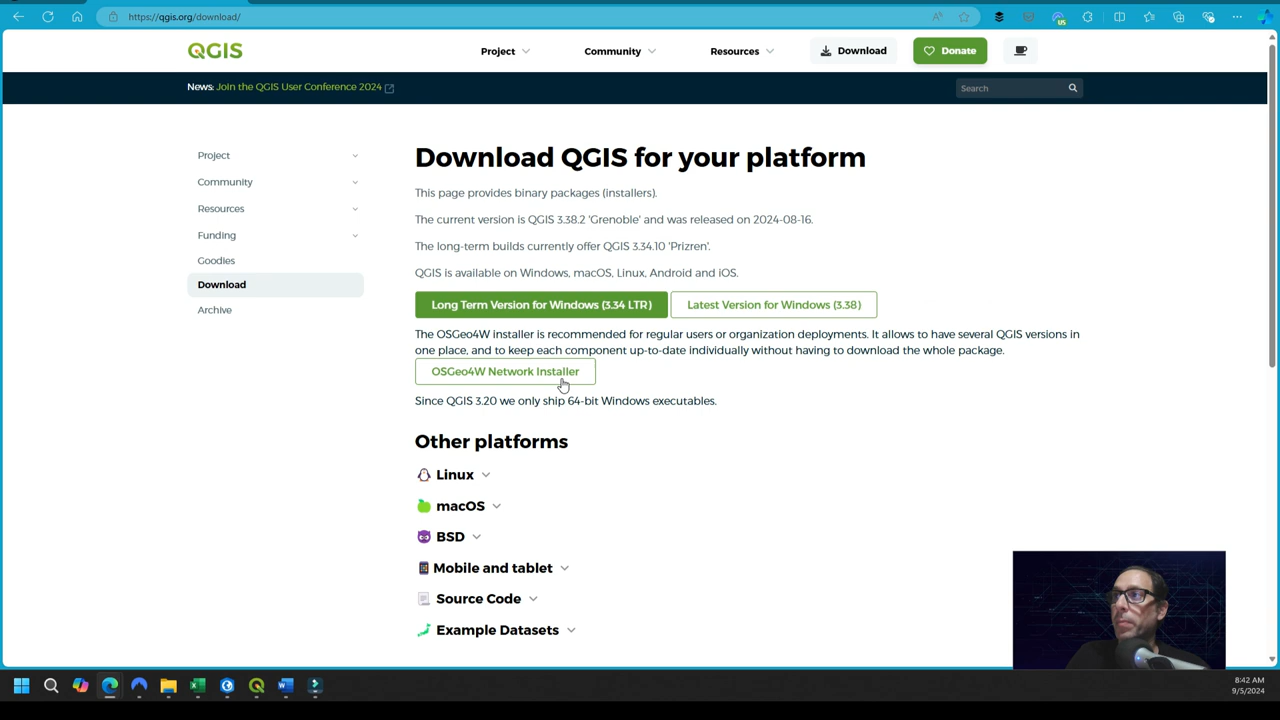 https://qgis.org/download/
US
QGIS
Project
Community
Resources
Download
Donate
News: Join the QGIS User Conference 2024
Search
Project
Community
Resources
Funding
Goodies
Download
Archive
Download QGIS for your platform
This page provides binary packages (installers).
The current version is QGIS 3.38.2 'Grenoble' and was released on 2024-08-16.
The long-term builds currently offer QGIS 3.34.10 'Prizren'.
QGIS is available on Windows, macOS, Linux, Android and iOS.
Long Term Version for Windows (3.34 LTR)
Latest Version for Windows (3.38)
The OSGeo4W installer is recommended for regular users or organization deployments. It allows to have several QGIS versions in
one place, and to keep each component up-to-date individually without having to download the whole package.
OSGeo4W Network Installer
Since QGIS 3.20 we only ship 64-bit Windows executables.
Other platforms
Linux
macOS
BSD
Mobile and tablet
Source Code
Example Datasets
8:42 AM
9/5/2024